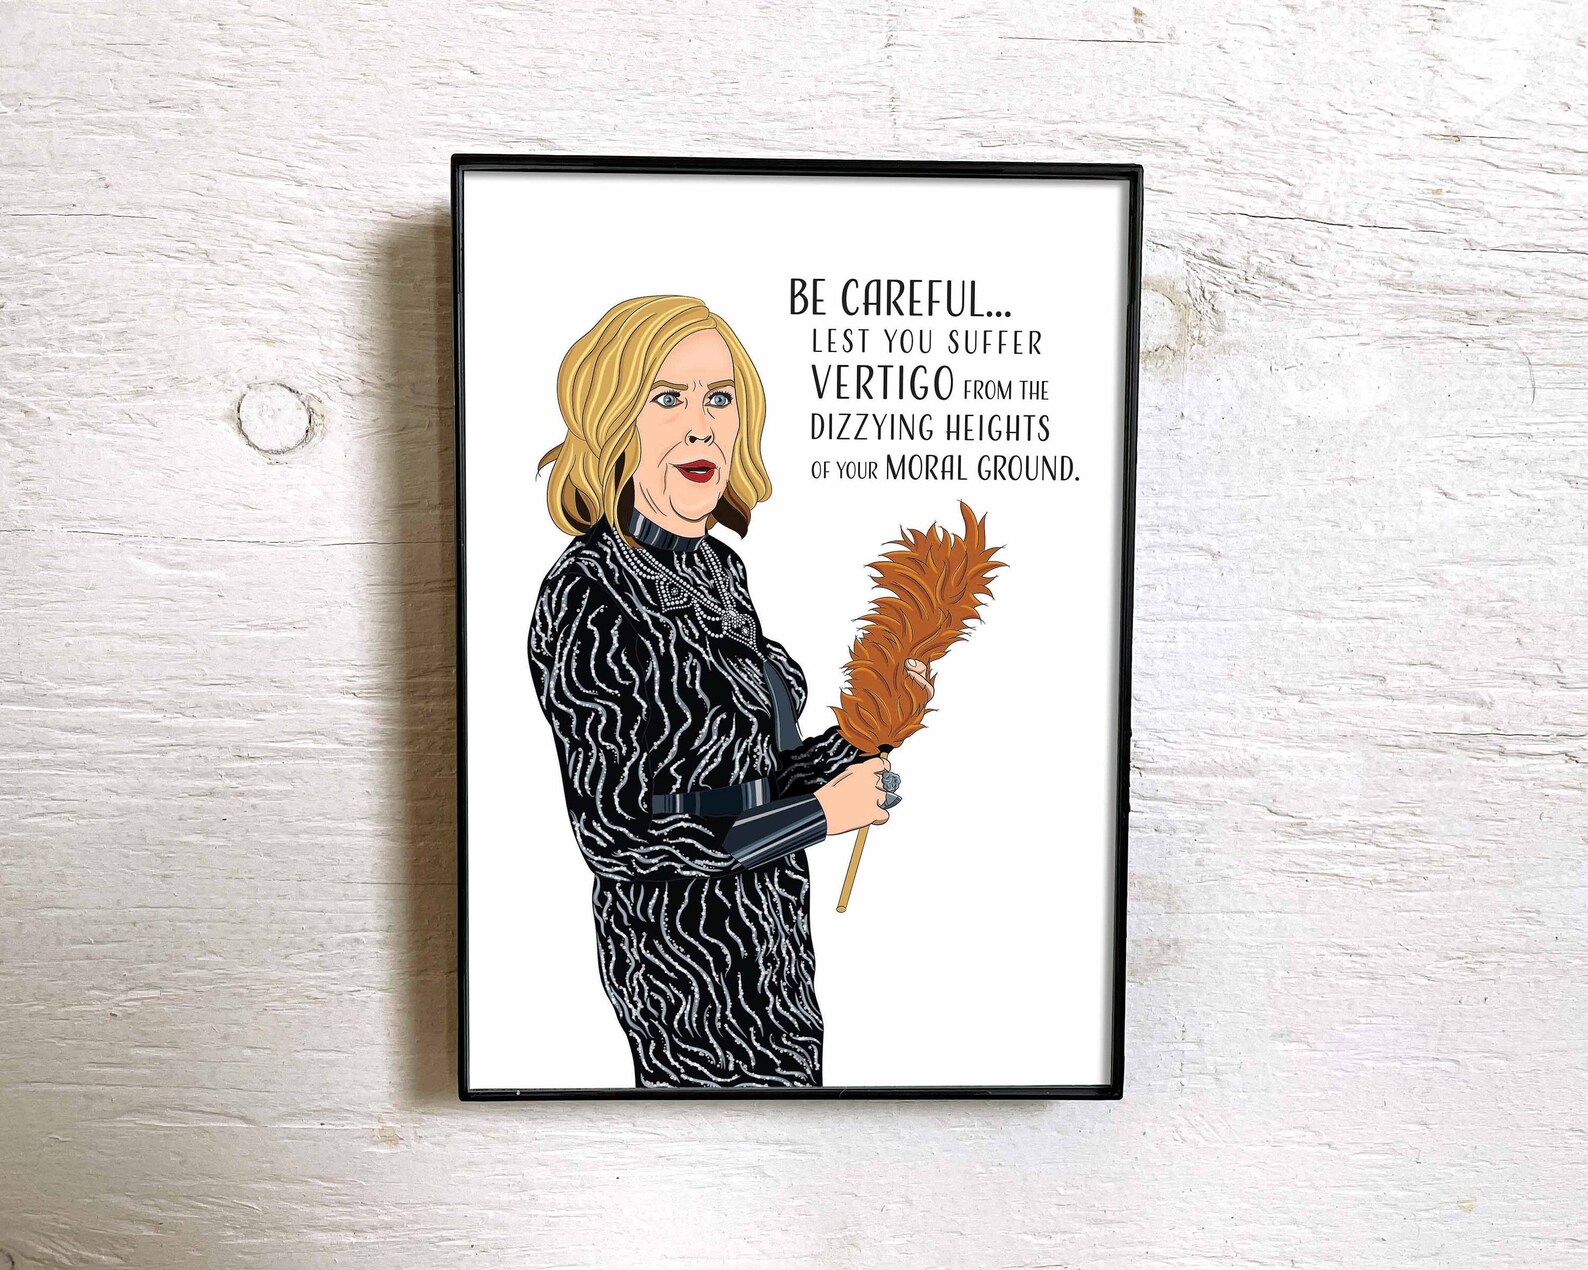 BE CAREFUL...
LEST YOU SUFFER
VERTIGO FROM THE
DIZZYING HEIGHTS
OF YOUR MORAL GROUND.